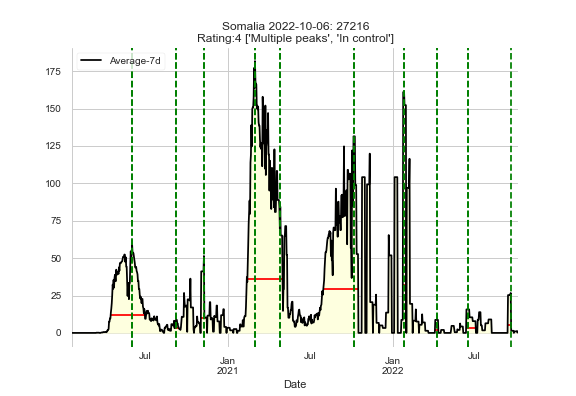 Somalia 2022-10-06: 27216
Rating:4 ['Multiple peaks', 'In control']
Average-7d
175
150
125
100
75
50
25
0
Jul
Jan
2021
Jul
Jan
2022
Jul
Date